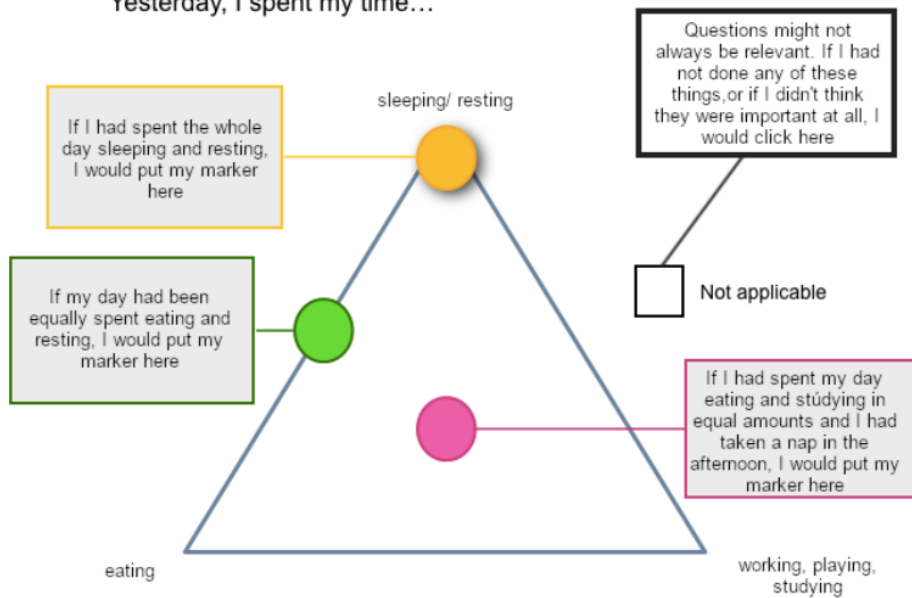 Yesterday, I spent my time...
Questions might not
always be relevant. If I had
not done any of these
things,or if I didn't think
they were important at all, I
would click here
sleeping/ resting
If I had spent the whole
day sleeping and resting,
I would put my marker
here
If my day had been
equally spent eating and
resting, I would put my
marker here
Not applicable
If I had spent my day
eating and stúdying in
equal amounts and I had
taken a nap in the
afternoon, I would put my
marker here
eating
working, playing,
studying